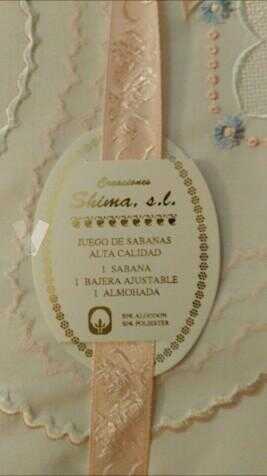 Creaciones
Shima, s.l.
JUEGO DE SABANAS
ALTA CALIDAD
1 SABANA
1 BAJERA AJUSTABLE
1 ALMOHADA
50% ALGODON
50% POLIESTER